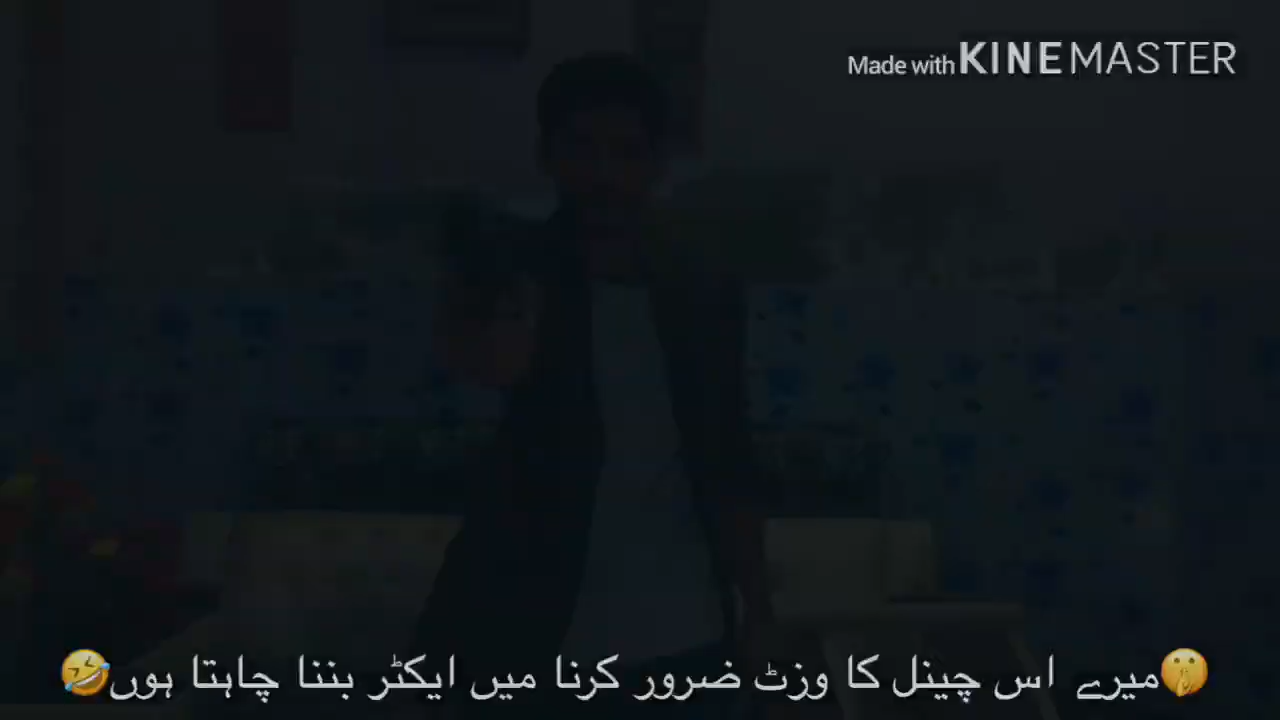 Made with KINEMASTER
🤫میرے اس چینل کا وزٹ ضرور کرنا میں ایکٹر بننا چاہتا ہوں🤣